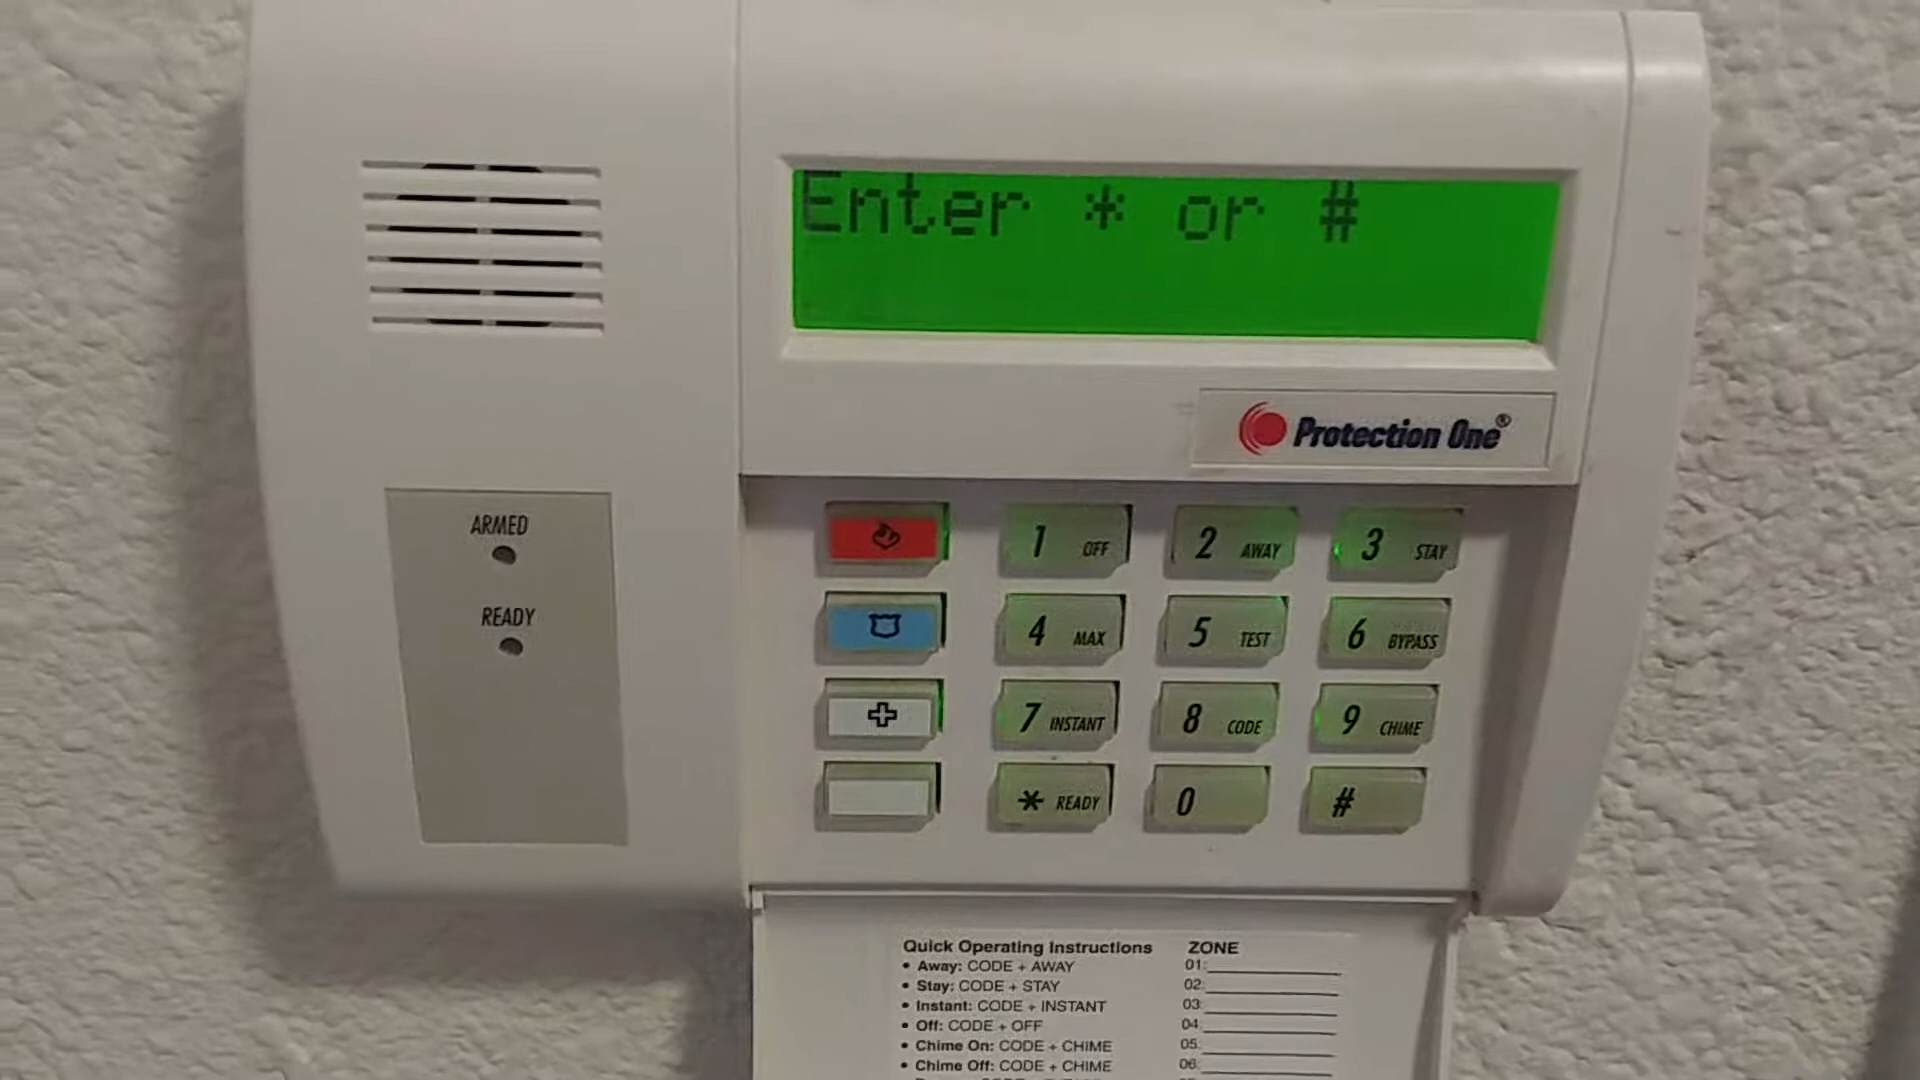 Enter * or #
Protection One®
ARMED
READY
1 OFF
2 AWAY
3 STAY
4 MAX
5 TEST
6 BYPASS
7 INSTANT
8 CODE
9 CHIME
* READY
0
#
Quick Operating Instructions
• Away: CODE + AWAY
• Stay: CODE + STAY
• Instant: CODE + INSTANT
• Off: CODE + OFF
• Chime On: CODE + CHIME
• Chime Off: CODE + CHIME
ZONE
01:
02:
03:
04:
05:
06: